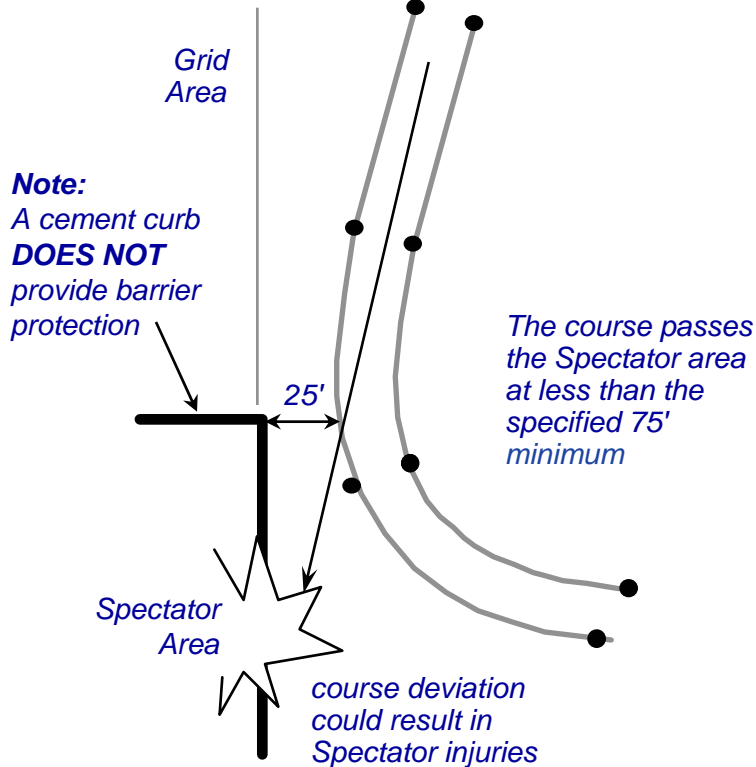 Grid
Area
Note:
A cement curb
DOES NOT
provide barrier
protection
25'
The course passes
the Spectator area
at less than the
specified 75'
minimum
Spectator
Area
course deviation
could result in
Spectator injuries